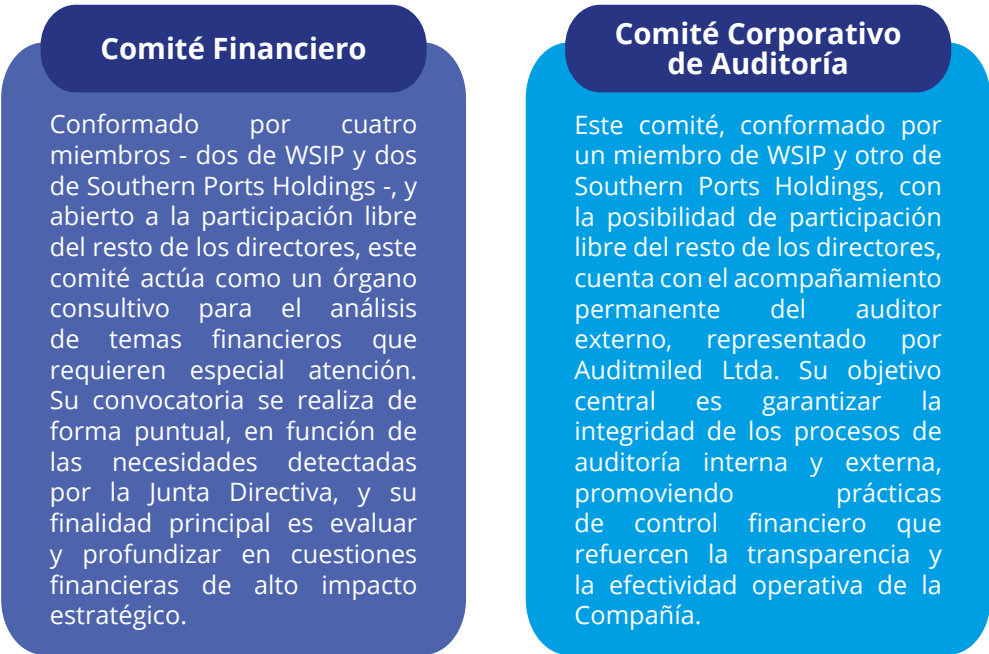 Comité Financiero
Conformado por cuatro
miembros - dos de WSIP y dos
de Southern Ports Holdings -, y
abierto a la participación libre
del resto de los directores, este
comité actúa como un órgano
consultivo para el análisis
de temas financieros que
requieren especial atención.
Su convocatoria se realiza de
forma puntual, en función de
las necesidades detectadas
por la Junta Directiva, y su
finalidad principal es evaluar
y profundizar en cuestiones
financieras de alto impacto
estratégico.
Comité Corporativo
de Auditoría
Este comité, conformado por
un miembro de WSIP y otro de
Southern Ports Holdings, con
la posibilidad de participación
libre del resto de los directores,
cuenta con el acompañamiento
permanente del auditor
externo, representado por
Auditmiled Ltda. Su objetivo
central es garantizar la
integridad de los procesos de
auditoría interna y externa,
promoviendo prácticas
de control financiero que
refuercen la transparencia y
la efectividad operativa de la
Compañía.